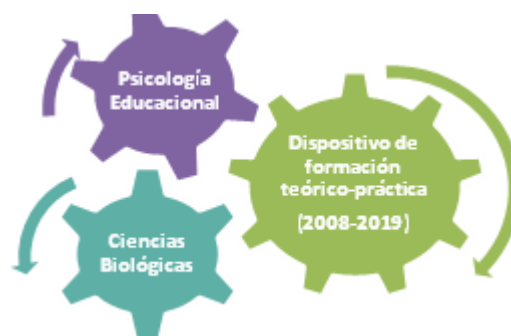 Psicología
Educacional
Dispositivo de
formación
teórico-práctica
(2008-2019)
Ciencias
Biológicas